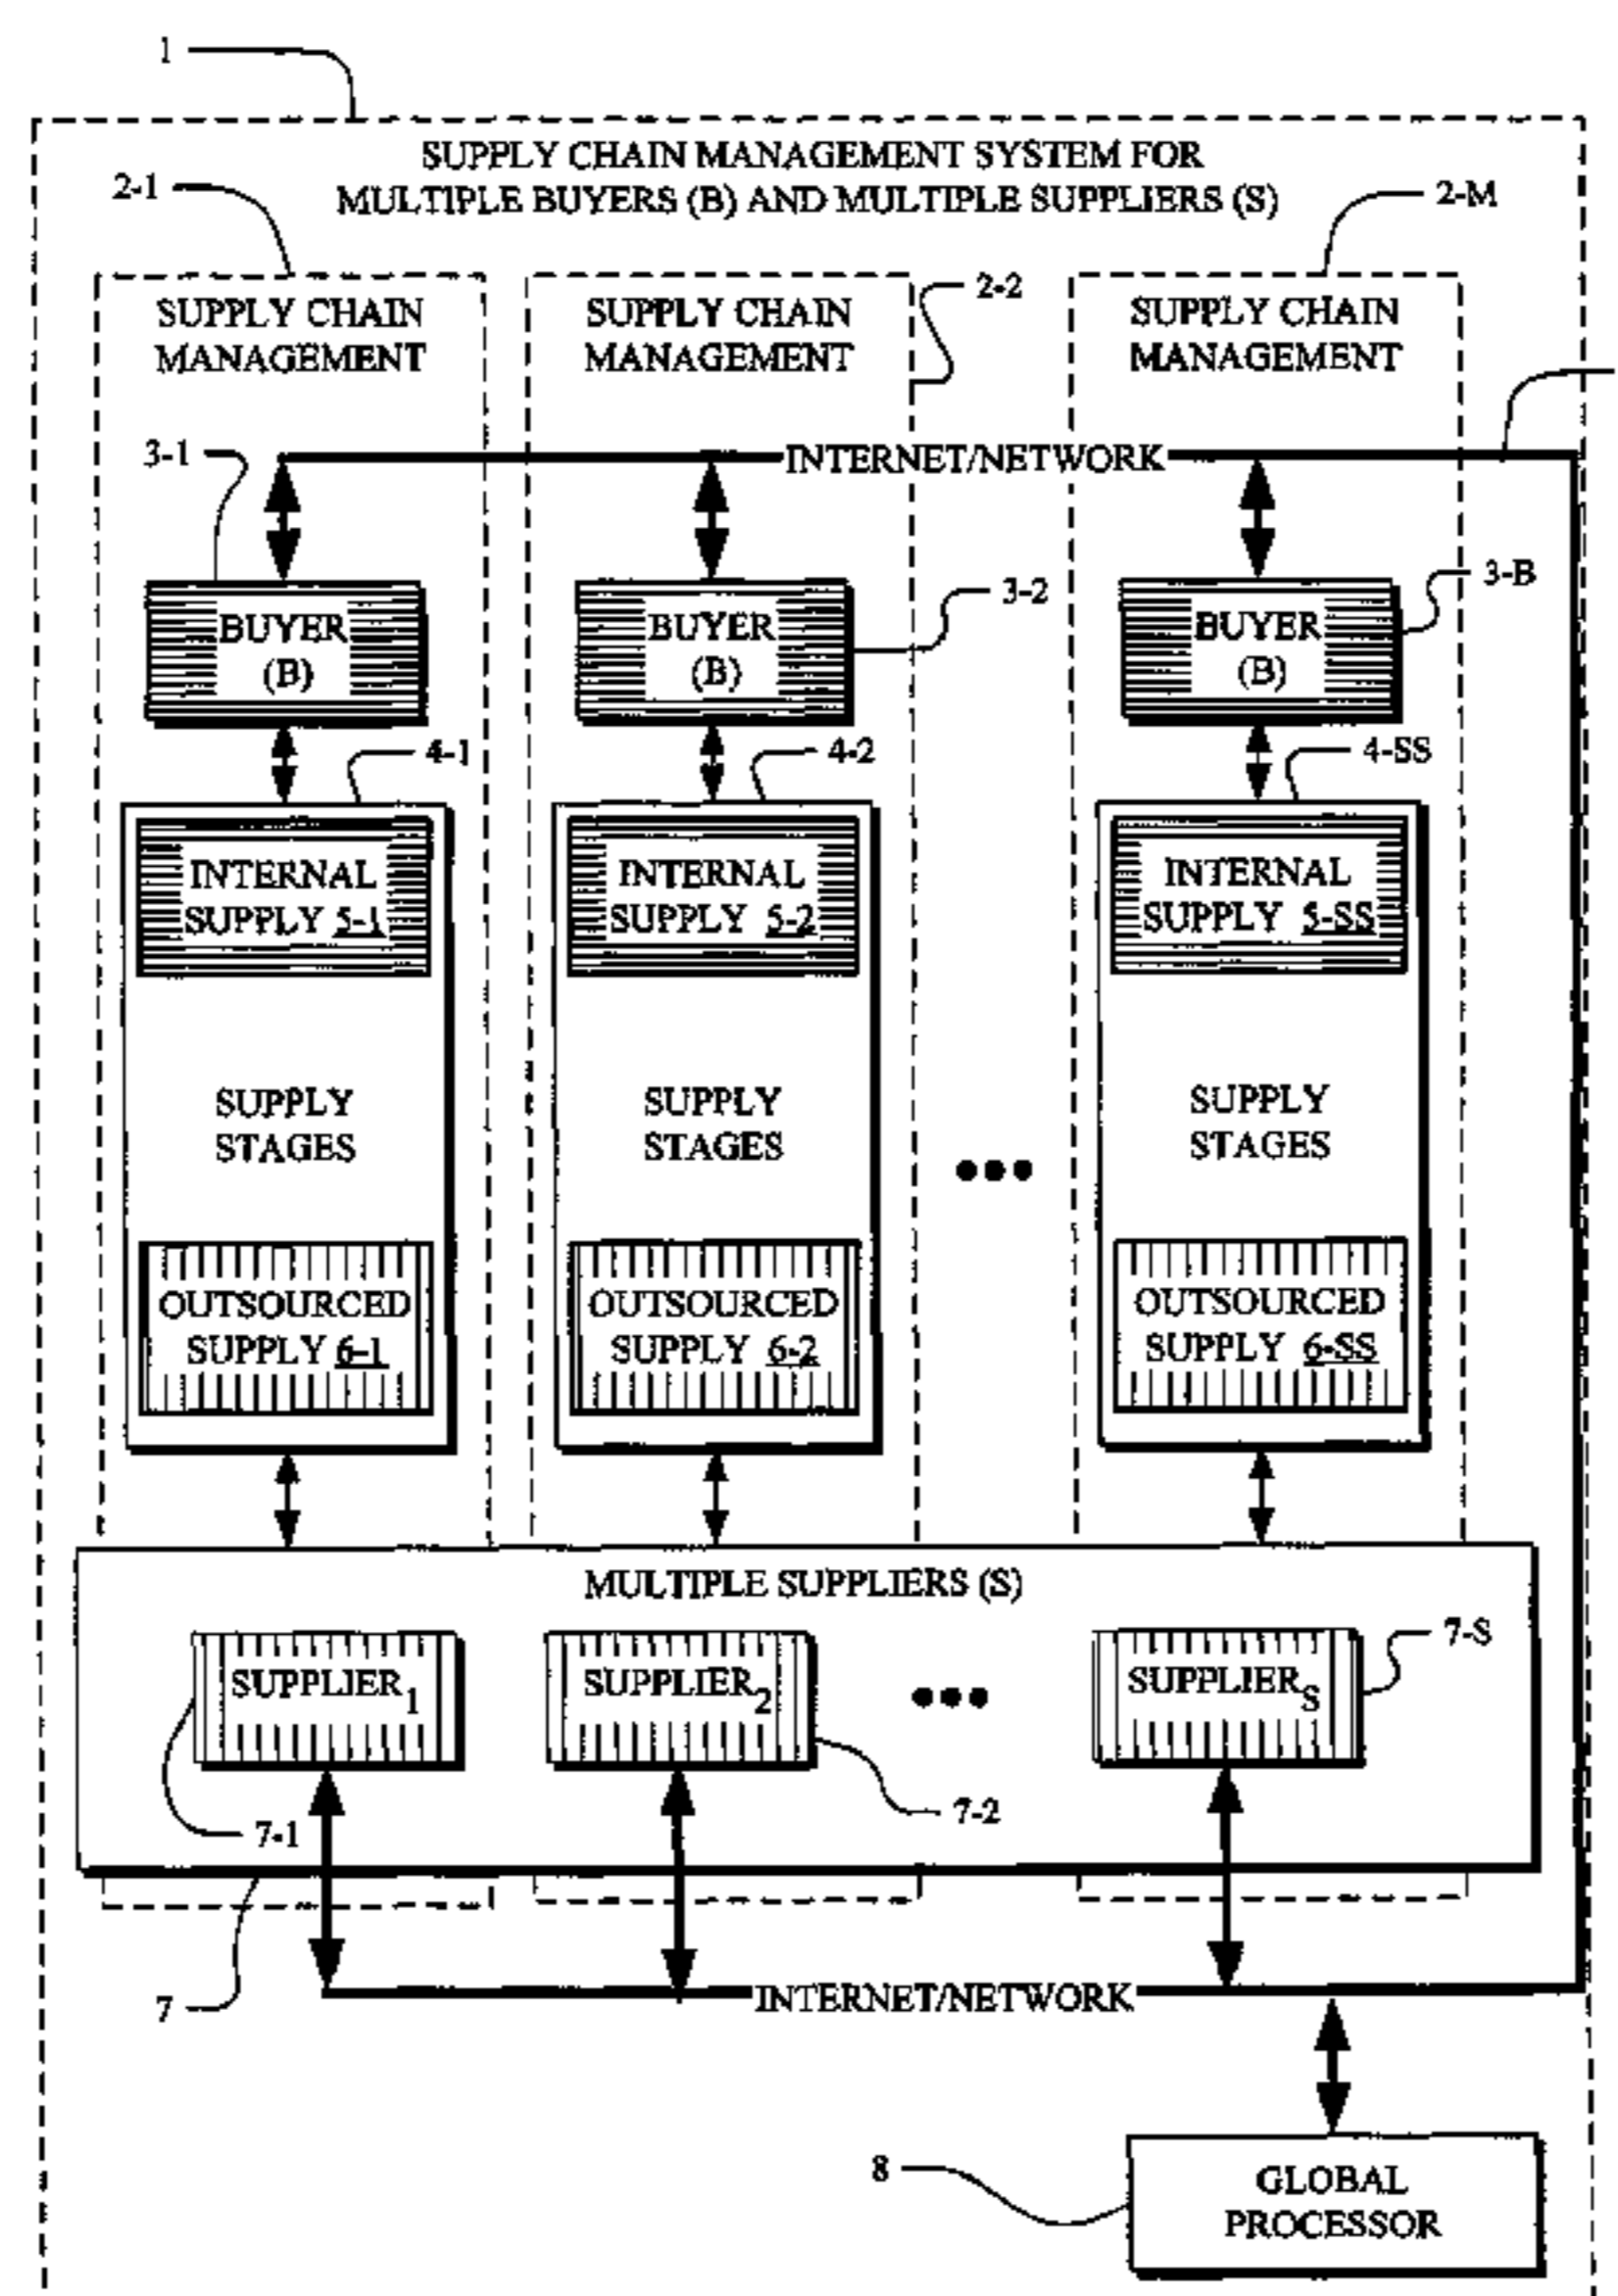 1
SUPPLY CHAIN MANAGEMENT SYSTEM FOR
MULTIPLE BUYERS (B) AND MULTIPLE SUPPLIERS (S)
2-1
2-M
2-2
SUPPLY CHAIN
MANAGEMENT
SUPPLY CHAIN
MANAGEMENT
SUPPLY CHAIN
MANAGEMENT
3-1
INTERNET/NETWORK
BUYER
(B)
3-2
BUYER
(B)
3-B
BUYER
(B)
4-1
4-2
4-SS
INTERNAL
SUPPLY 5-1
INTERNAL
SUPPLY 5-2
INTERNAL
SUPPLY 5-SS
SUPPLY
STAGES
SUPPLY
STAGES
•••
SUPPLY
STAGES
OUTSOURCED
SUPPLY 6-1
OUTSOURCED
SUPPLY 6-2
OUTSOURCED
SUPPLY 6-SS
MULTIPLE SUPPLIERS (S)
SUPPLIER1
SUPPLIER2
•••
SUPPLIERS
7-S
7-1
7-2
7
INTERNET/NETWORK
8
GLOBAL
PROCESSOR